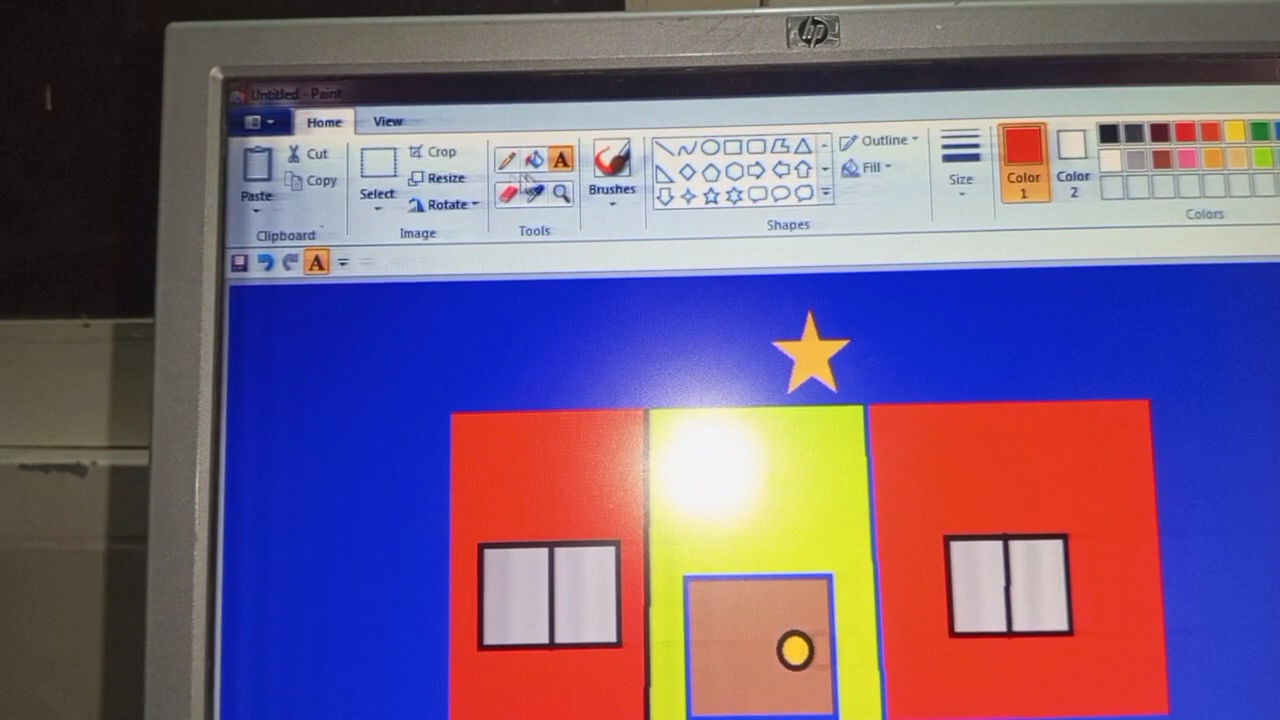 hp
Untitled - Paint
Home View
Cut
Copy
Paste
Clipboard
Select
Crop
Resize
Rotate
Image
A
Tools
Brushes
Shapes
Outline
Fill
Size
Color
1
Color
2
Colors
A